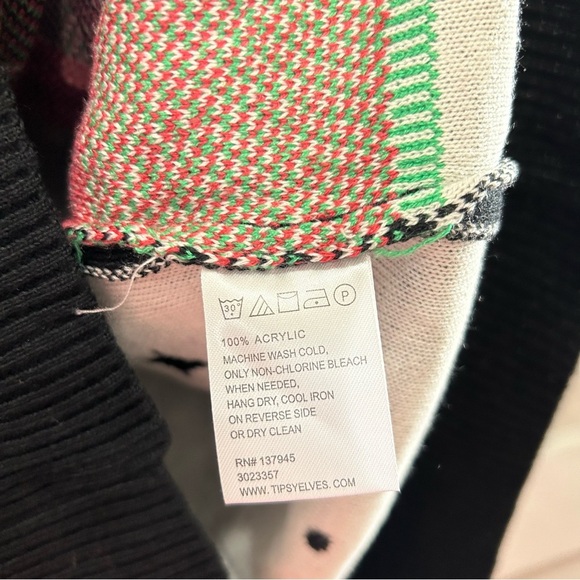 30°
P
100% ACRYLIC
MACHINE WASH COLD,
ONLY NON-CHLORINE BLEACH
WHEN NEEDED,
HANG DRY, COOL IRON
ON REVERSE SIDE
OR DRY CLEAN
RN# 137945
3023357
WWW.TIPSYELVES.COM